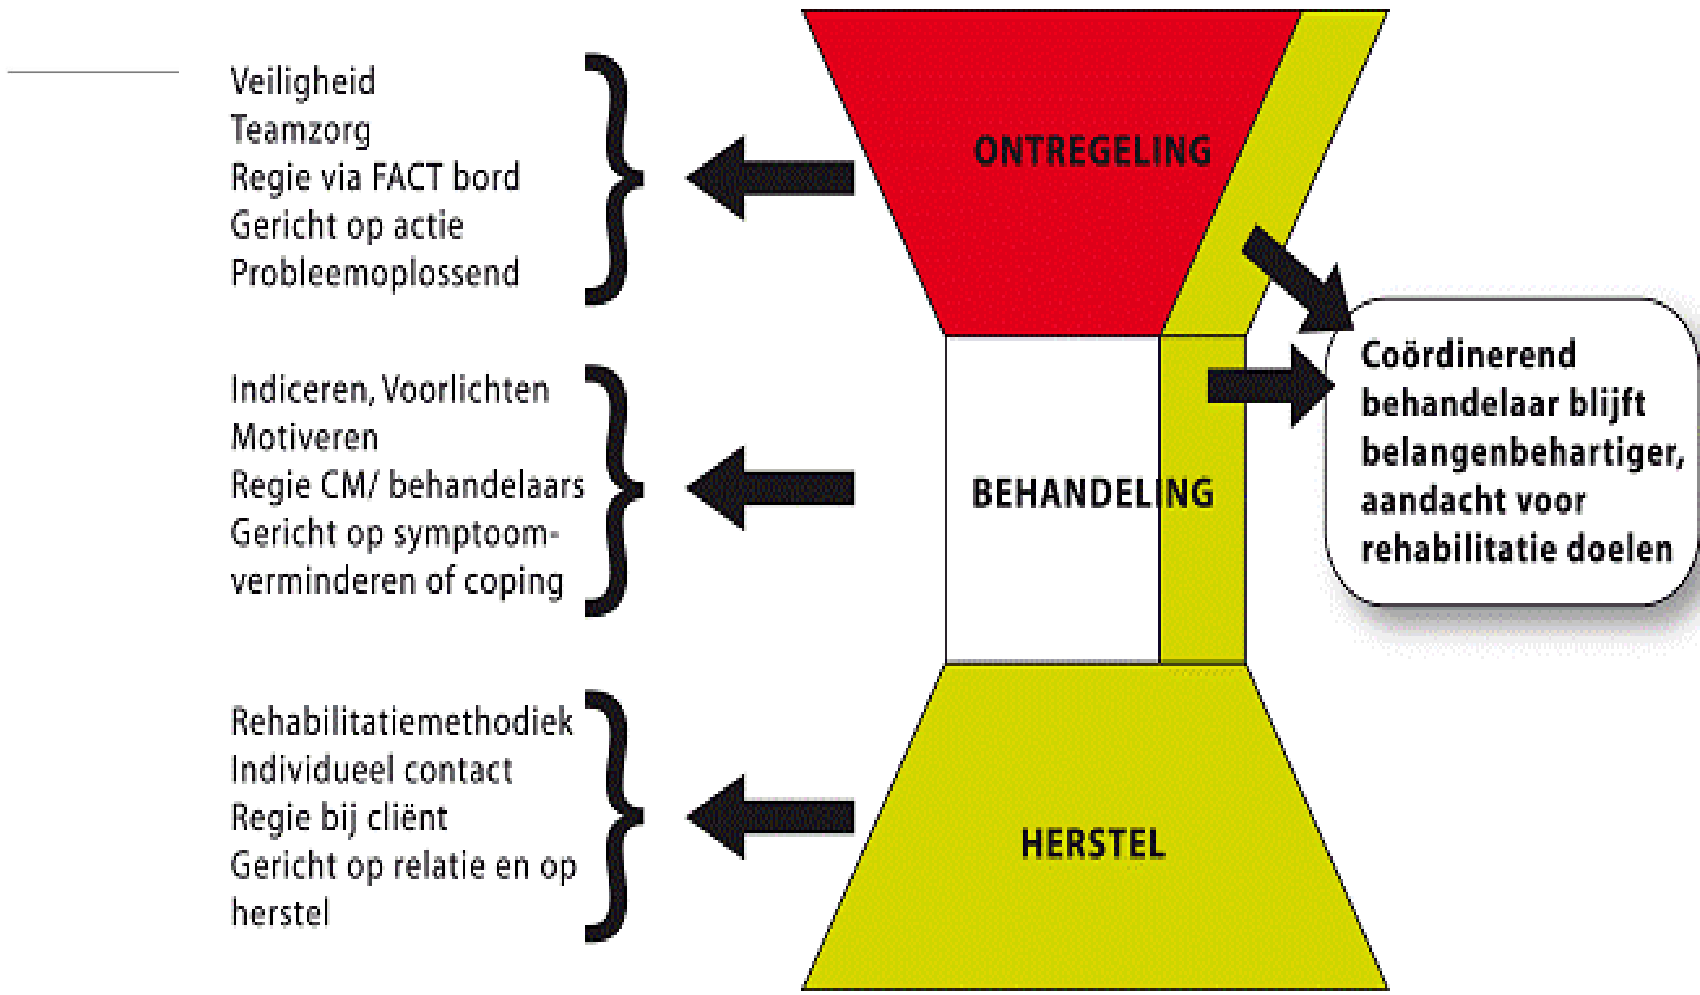 Veiligheid
Teamzorg
Regie via FACT bord
Gericht op actie
Probleemoplossend
ONTREGELING
Indiceren, Voorlichten
Motiveren
Regie CM/ behandelaars
Gericht op symptoom-
verminderen of coping
BEHANDELING
Coördinerend
behandelaar blijft
belangenbehartiger,
aandacht voor
rehabilitatie doelen
Rehabilitatiemethodiek
Individueel contact
Regie bij cliënt
Gericht op relatie en op
herstel
HERSTEL